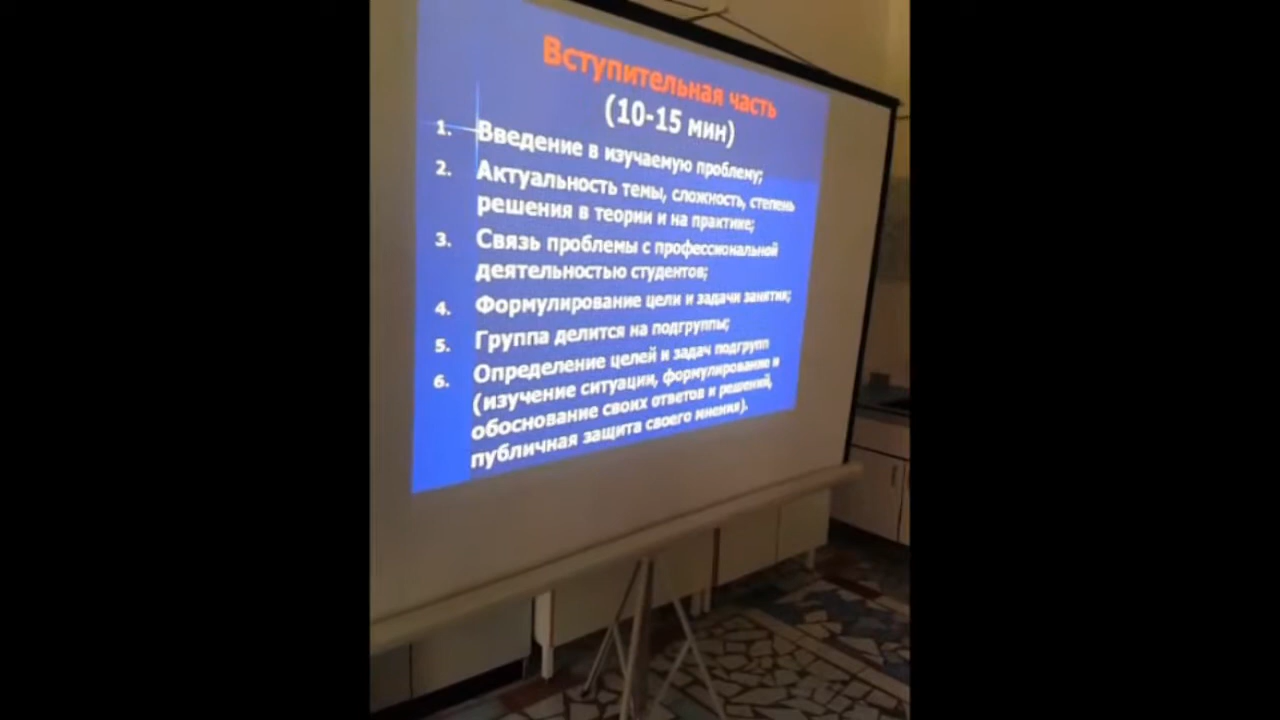 Вступительная часть
(10-15 мин)
1. Введение в изучаемую проблему;
2. Актуальность темы, сложность, степень
решения в теории и на практике;
3. Связь проблемы с профессиональной
деятельностью студентов;
4. Формулирование цели и задачи занятия;
5. Группа делится на подгруппы;
6. Определение целей и задач подгрупп
(изучение ситуации, формулирование и
обоснование своих ответов и решений,
публичная защита своего мнения).